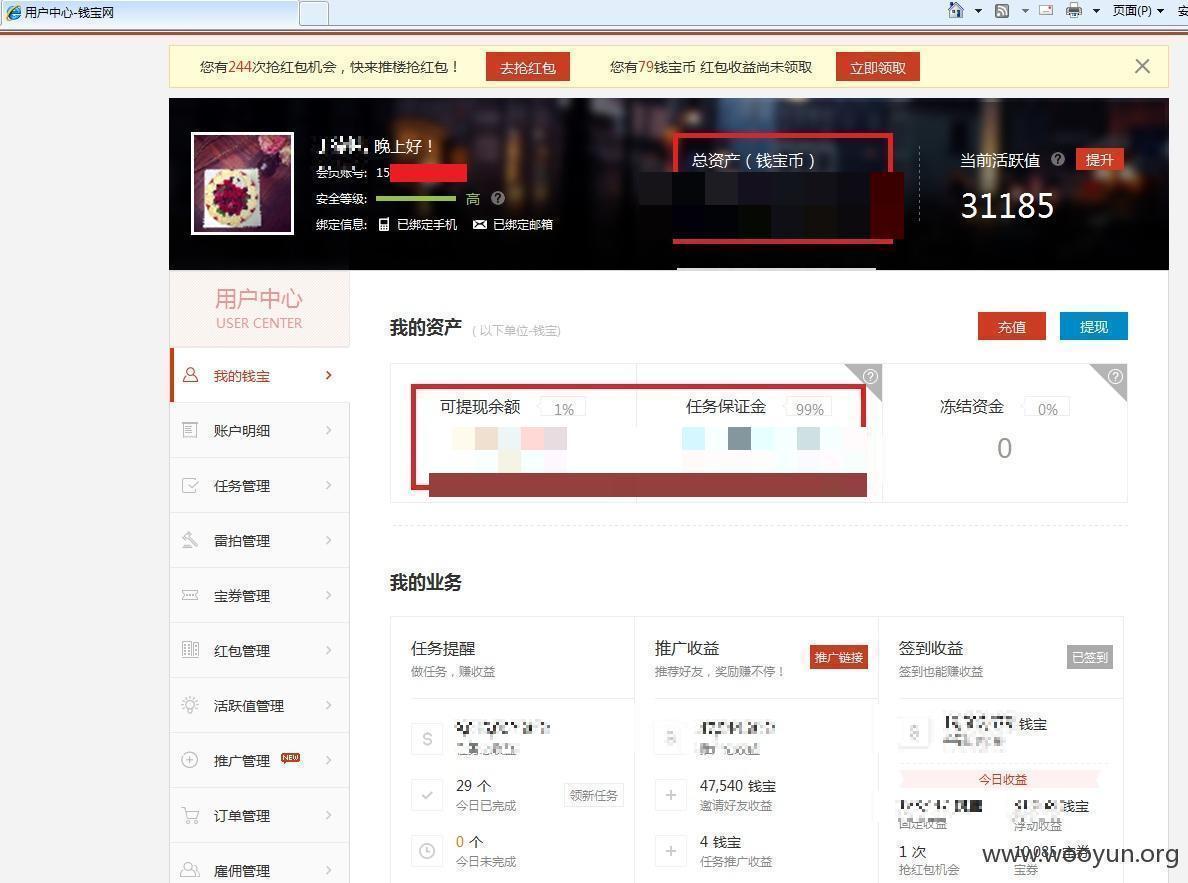 用户中心-钱宝网
页面(P)
安
您有244次抢红包机会，快来推楼抢红包！ 去抢红包 您有79钱宝币 红包收益尚未领取 立即领取
晚上好！
会员账号: 15
安全等级: 高
绑定信息: 已绑定手机 已绑定邮箱
总资产（钱宝币）
当前活跃值 提升
31185
用户中心
USER CENTER
我的钱宝
账户明细
任务管理
雷拍管理
宝券管理
红包管理
活跃值管理
推广管理 NEW
订单管理
雇佣管理
我的资产 （以下单位-钱宝）
充值 提现
可提现余额 1%
任务保证金 99%
冻结资金 0%
0
我的业务
任务提醒
做任务，赚收益
29 个
今日已完成
领新任务
0 个
今日未完成
推广收益
推荐好友，奖励赚不停！
推广链接
47,540 钱宝
邀请好友收益
4 钱宝
任务推广收益
签到收益
签到也能赚收益
已签到
钱宝
今日收益
钱宝
固定收益 浮动收益
1 次
抢红包机会
10,085 宝券
宝券
www.wooyun.org